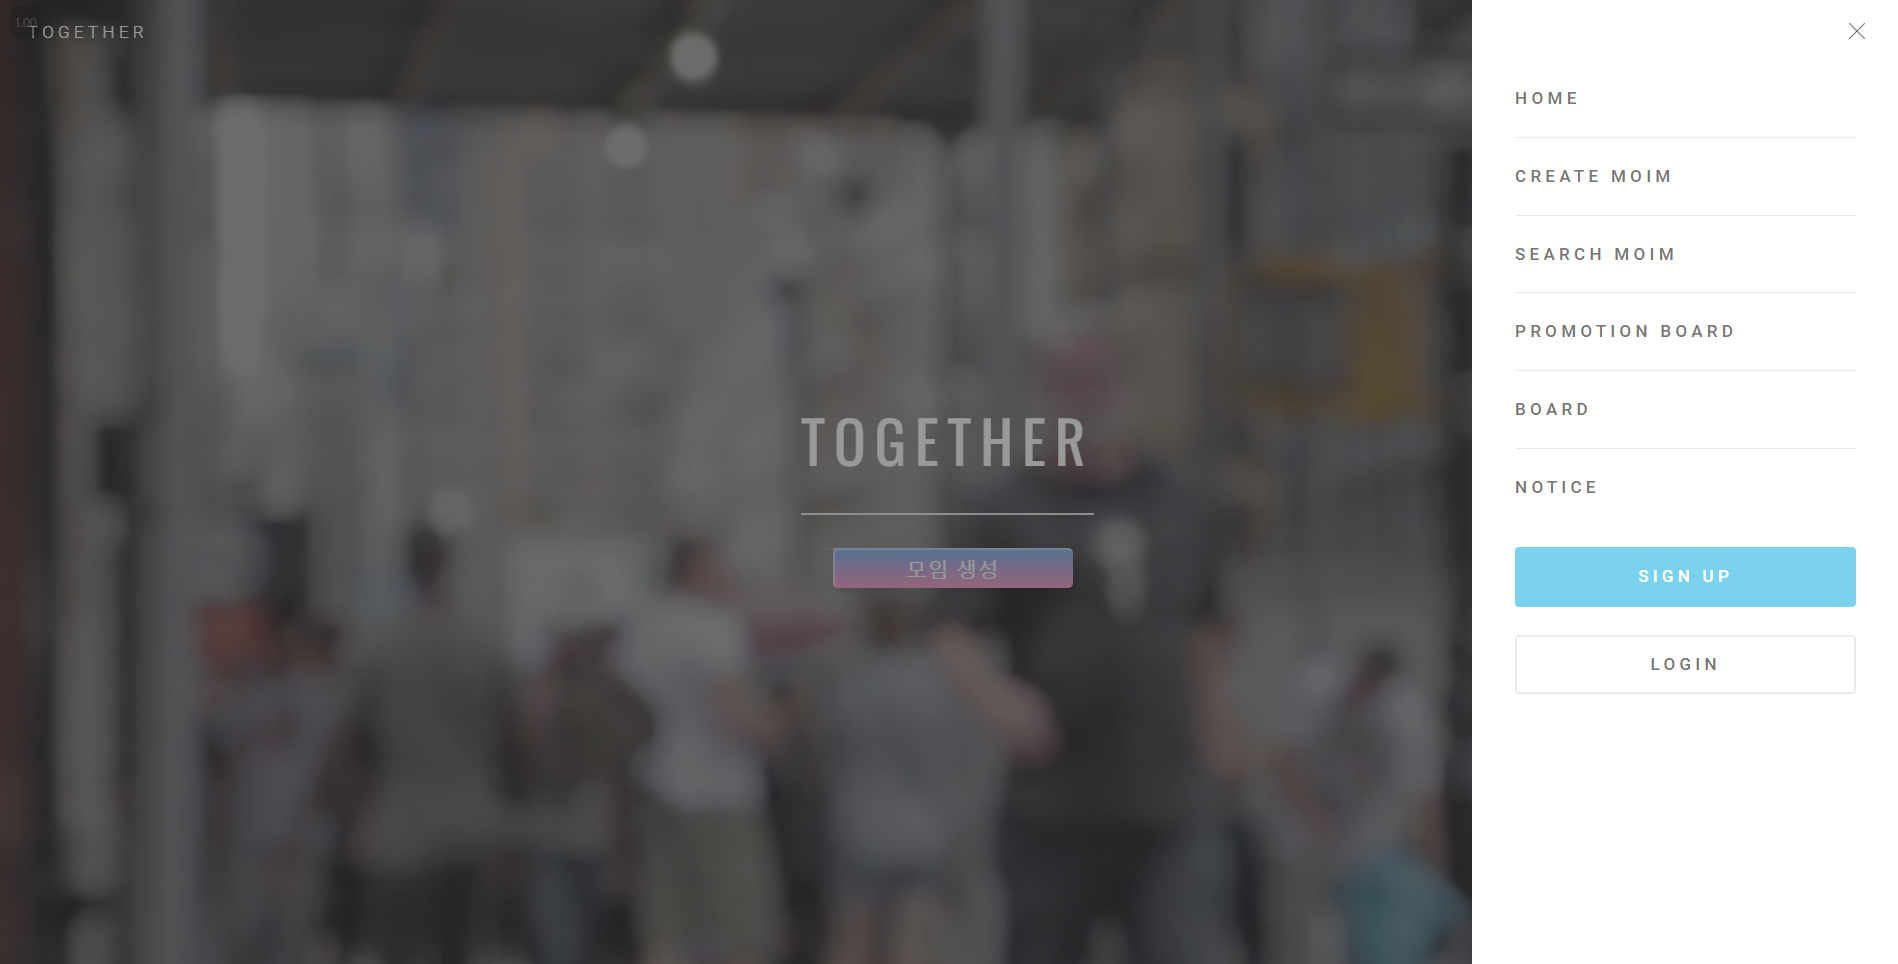 1.00
TOGETHER
HOME
CREATE MOIM
SEARCH MOIM
PROMOTION BOARD
BOARD
NOTICE
SIGN UP
LOGIN
TOGETHER
모임 생성